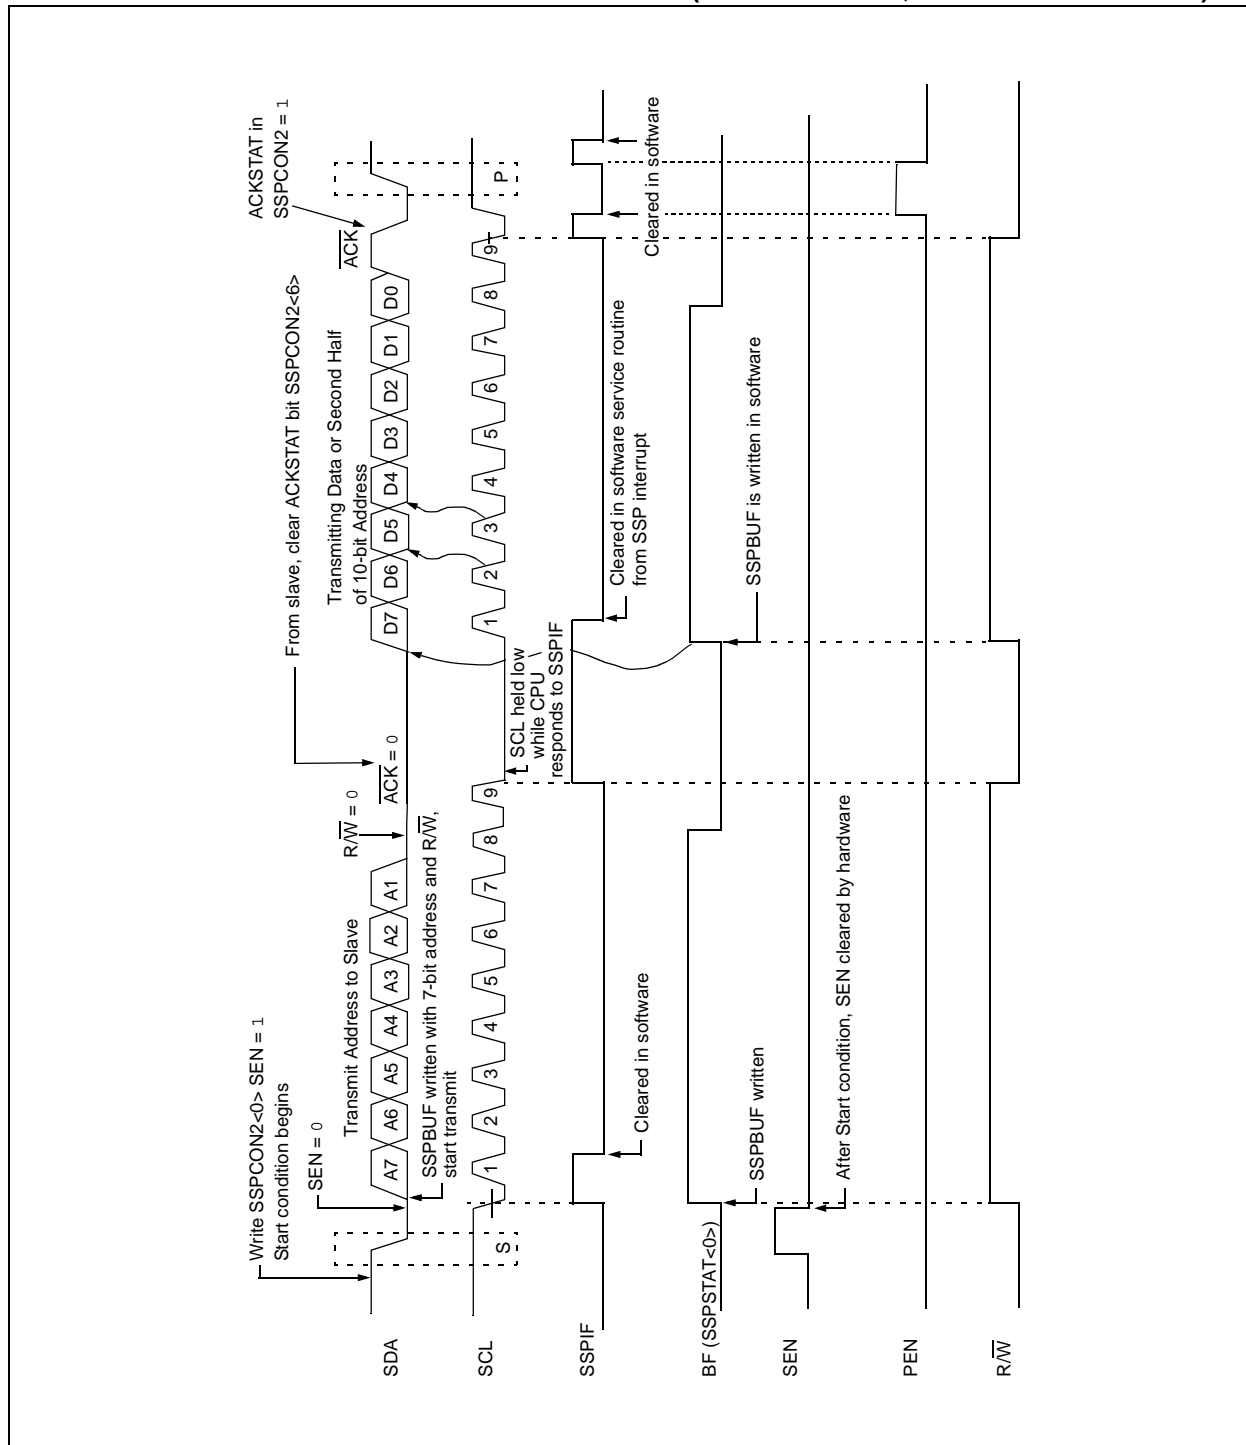 Write SSPCON2<0> SEN = 1
Start condition begins
SEN = 0
Transmit Address to Slave
R/W = 0
From slave, clear ACKSTAT bit SSPCON2<6>
ACK = 0
Transmitting Data or Second Half
of 10-bit Address
ACK
ACKSTAT in
SSPCON2 = 1
SDA
A7 A6 A5 A4 A3 A2 A1
D7 D6 D5 D4 D3 D2 D1 D0
SSPBUF written with 7-bit address and R/W,
start transmit
SCL
S
1 2 3 4 5 6 7 8 9
1 2 3 4 5 6 7 8 9
P
SCL held low
while CPU
responds to SSPIF
SSPIF
Cleared in software
Cleared in software service routine
from SSP interrupt
Cleared in software
BF (SSPSTAT<0>)
SSPBUF written
SSPBUF is written in software
SEN
After Start condition, SEN cleared by hardware
PEN
R/W